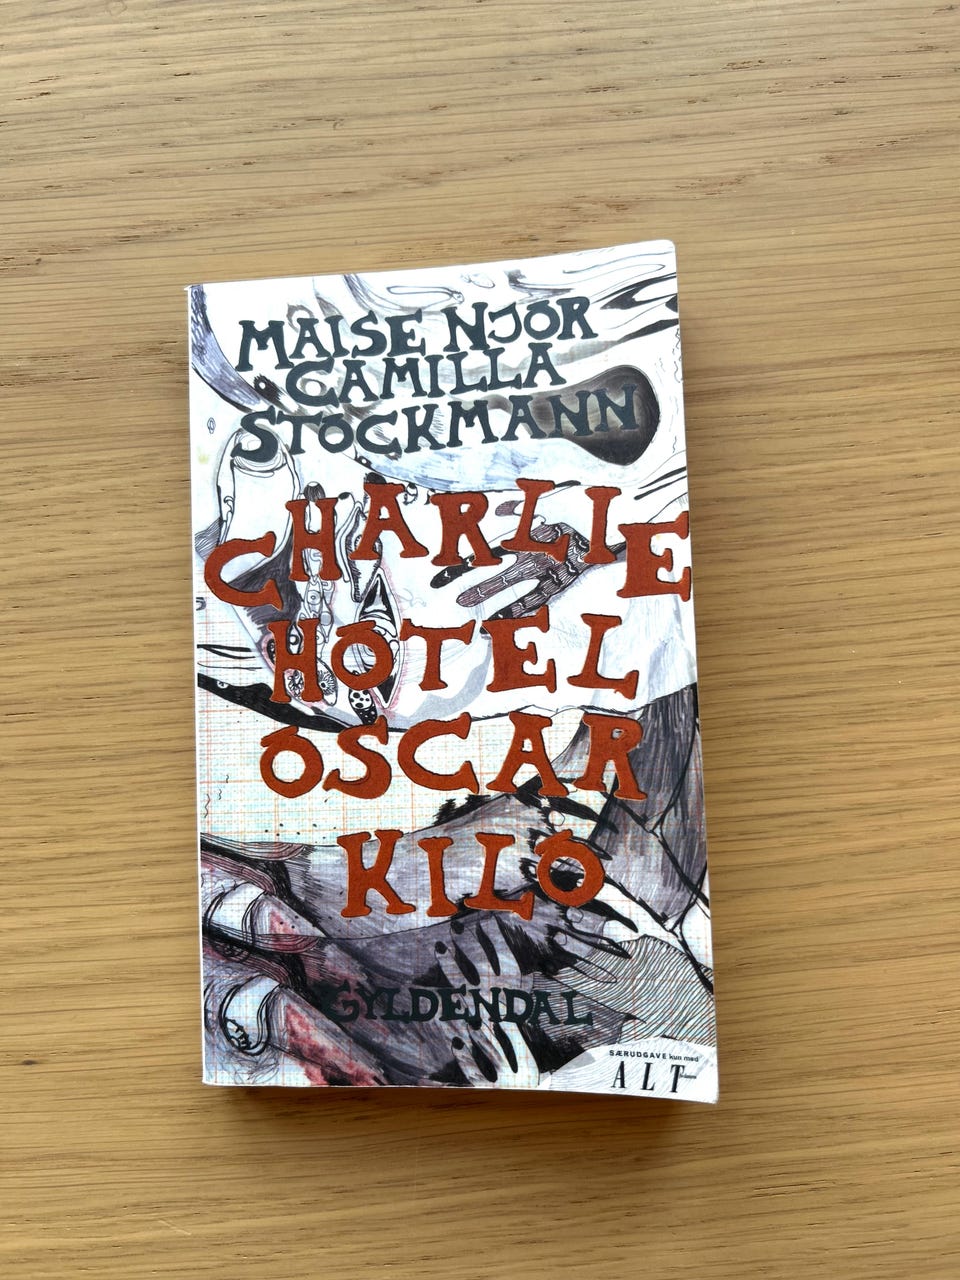 MAISE NJOR
CAMILLA
STOCKMANN
CHARLIE
HOTEL
OSCAR
KILO
GYLDENDAL
SÆRUDGAVE kun med
ALT